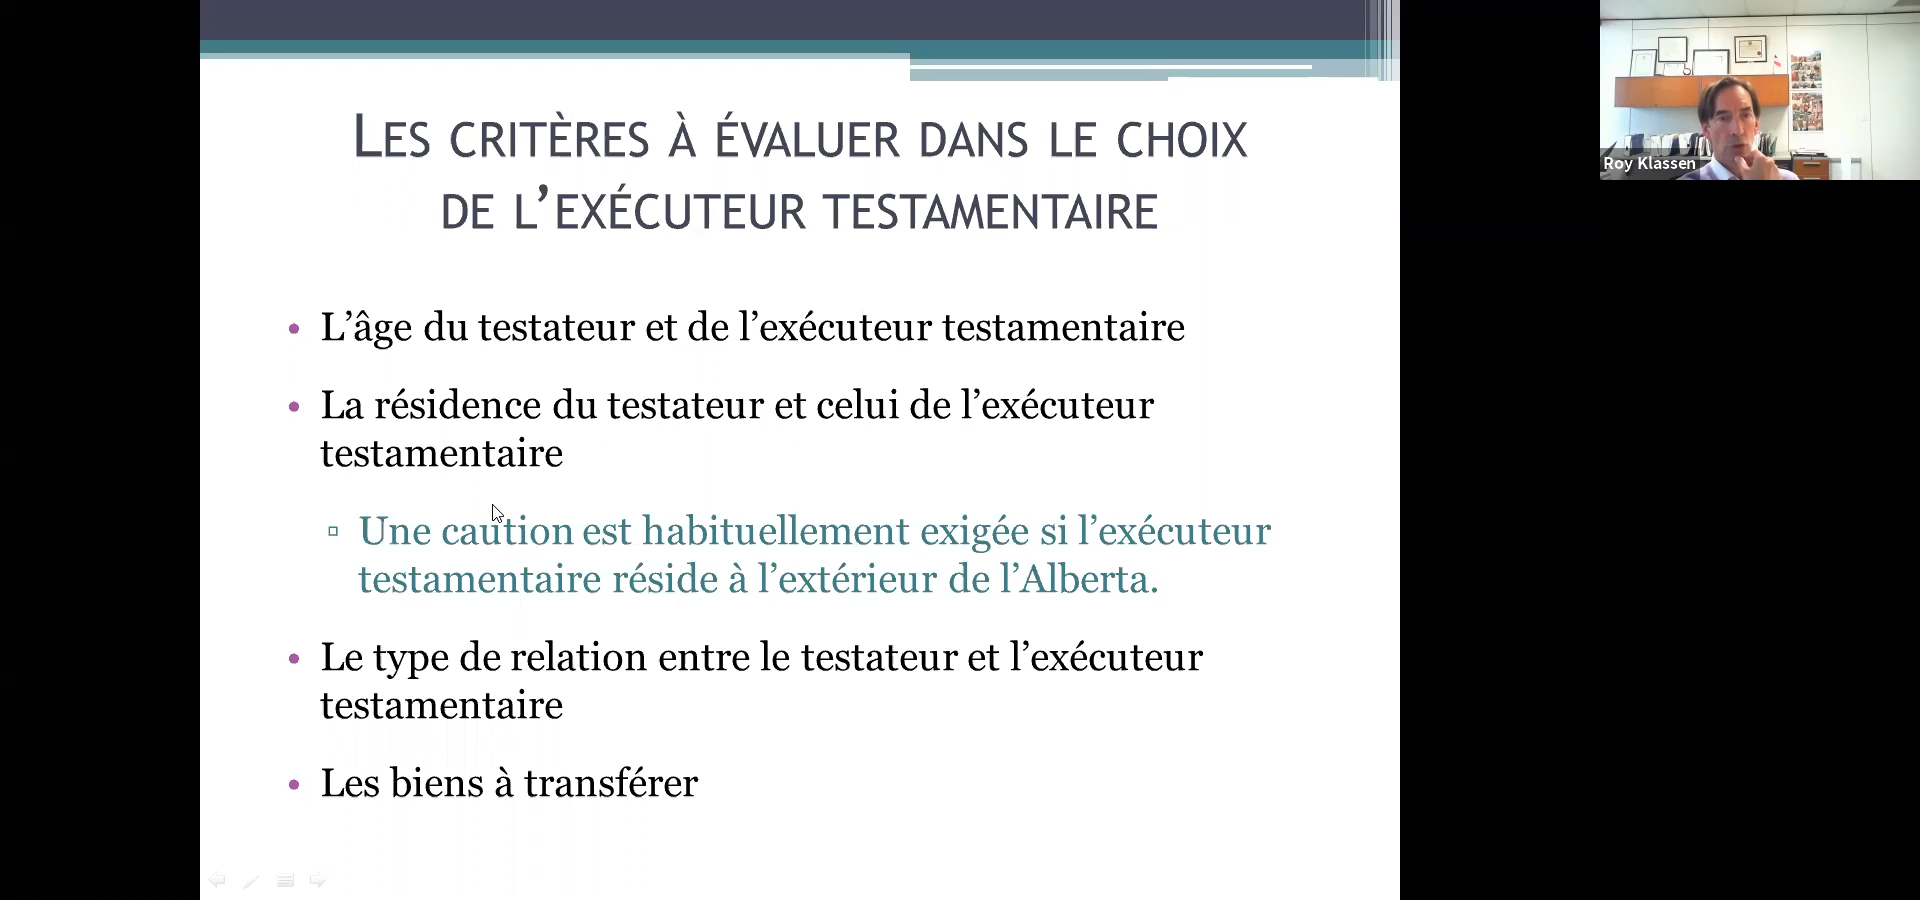 Les critères à évaluer dans le choix
de l’exécuteur testamentaire
• L’âge du testateur et de l’exécuteur testamentaire
• La résidence du testateur et celui de l’exécuteur
testamentaire
▫ Une caution est habituellement exigée si l’exécuteur
testamentaire réside à l’extérieur de l’Alberta.
• Le type de relation entre le testateur et l’exécuteur
testamentaire
• Les biens à transférer
Roy Klassen